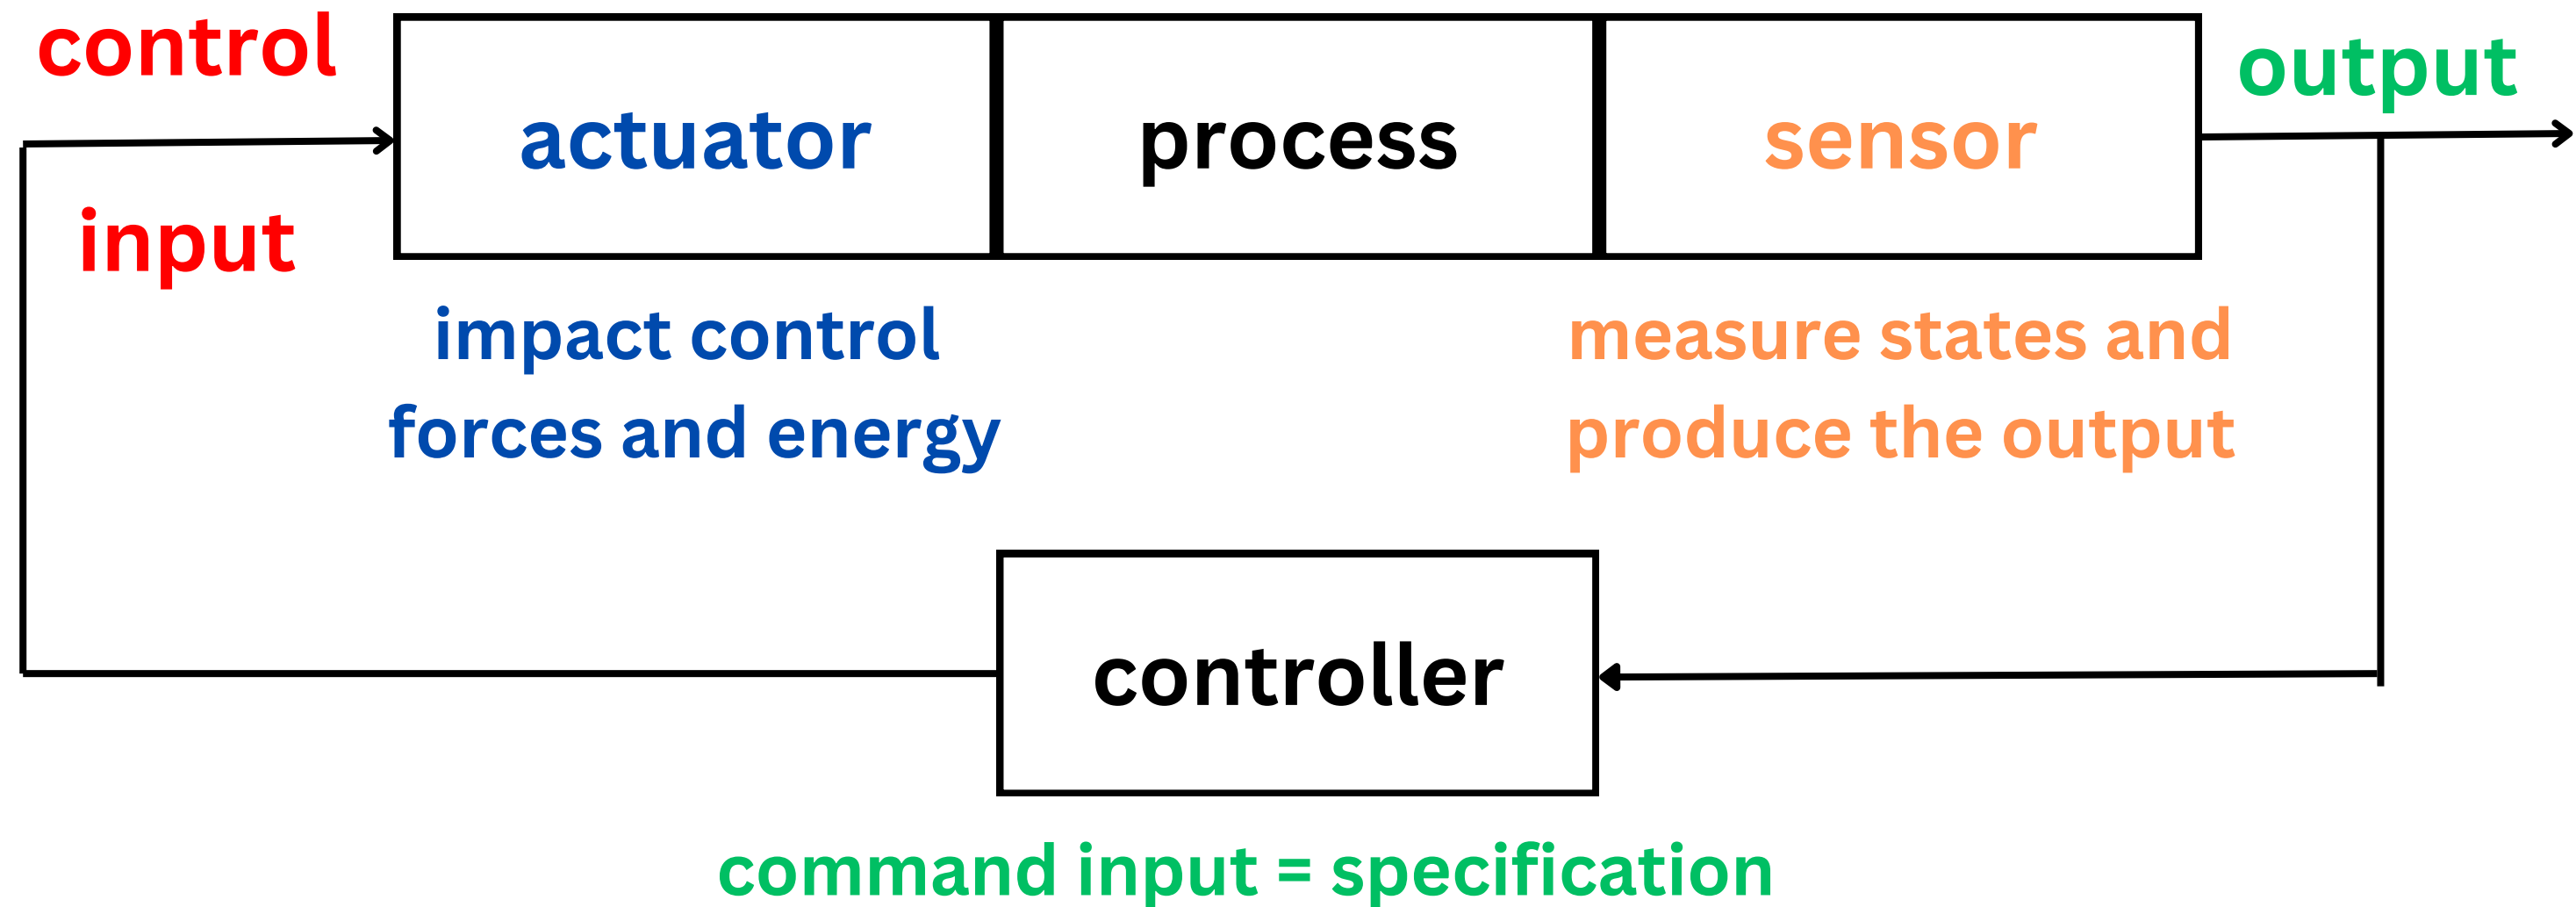 control
input
actuator
process
sensor
output
impact control
forces and energy
measure states and
produce the output
controller
command input = specification